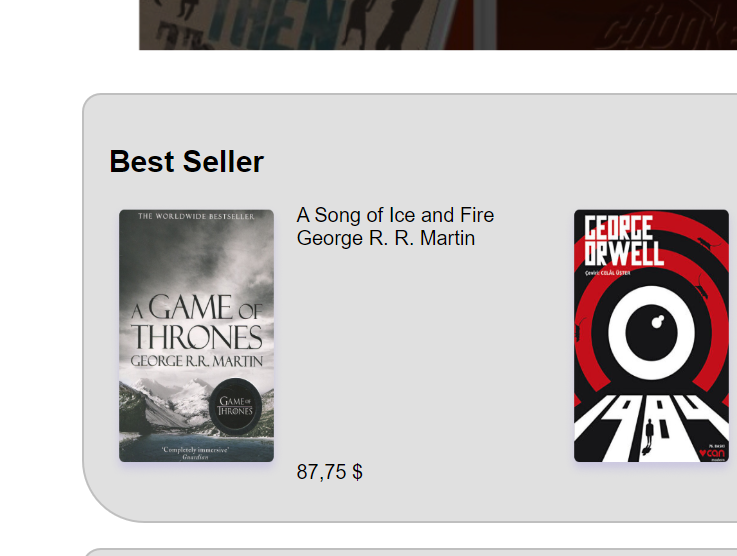 THEN
Best Seller
THE WORLDWIDE BESTSELLER
A GAME OF
THRONES
GEORGE R.R. MARTIN
GAME OF
THRONES
'Completely immersive'
Guardian
A Song of Ice and Fire
George R. R. Martin
87,75 $
GEORGE
ORWELL
Çeviri: CELÂL ÜSTER
1984
can